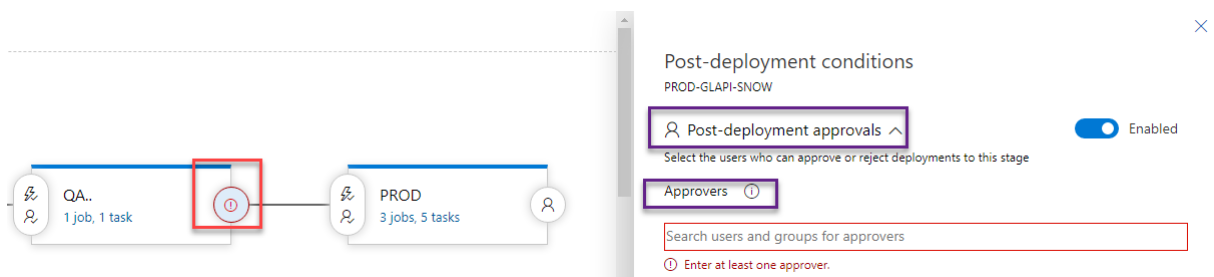 QA..
1 job, 1 task
PROD
3 jobs, 5 tasks
Post-deployment conditions
PROD-GLAPI-SNOW
Post-deployment approvals
Enabled
Select the users who can approve or reject deployments to this stage
Approvers
Search users and groups for approvers
Enter at least one approver.